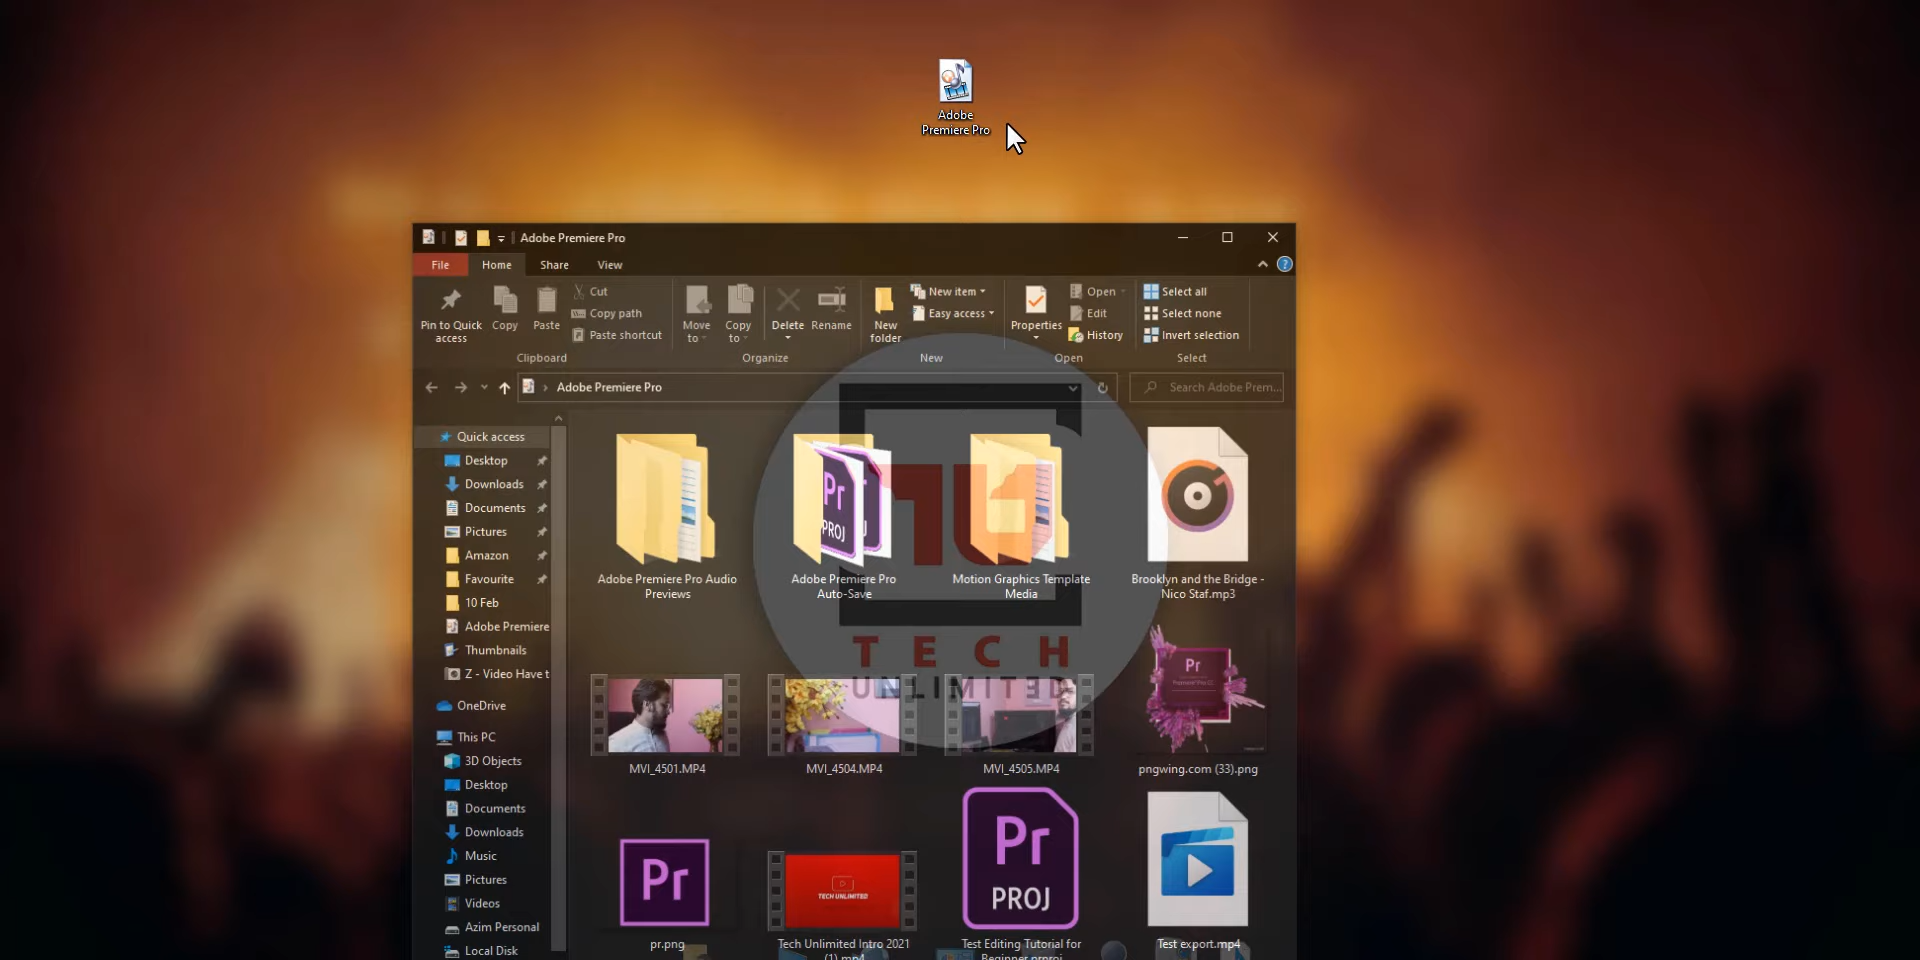 Adobe
Premiere Pro
Adobe Premiere Pro
File Home Share View
Pin to Quick
access
Copy
Paste
Cut
Copy path
Paste shortcut
Clipboard
Move
to
Copy
to
Delete
Rename
Organize
New
folder
New item
Easy access
New
Properties
Open
Edit
History
Open
Select all
Select none
Invert selection
Select
Adobe Premiere Pro
Search Adobe Prem...
Quick access
Desktop
Downloads
Documents
Pictures
Amazon
Favourite
10 Feb
Adobe Premiere
Thumbnails
Z - Video Have t
OneDrive
This PC
3D Objects
Desktop
Documents
Downloads
Music
Pictures
Videos
Azim Personal
Local Disk
Pr
PROJ
Adobe Premiere Pro Audio
Previews
Adobe Premiere Pro
Auto-Save
Motion Graphics Template
Media
Brooklyn and the Bridge -
Nico Staf.mp3
TECH
UNLIMITED
Pr
MVI_4501.MP4
MVI_4504.MP4
MVI_4505.MP4
pngwing.com (33).png
Pr
TECH UNLIMITED
Pr
PROJ
pr.png
Tech Unlimited Intro 2021
(1).mp4
Test Editing Tutorial for
Beginner.prproj
Test export.mp4